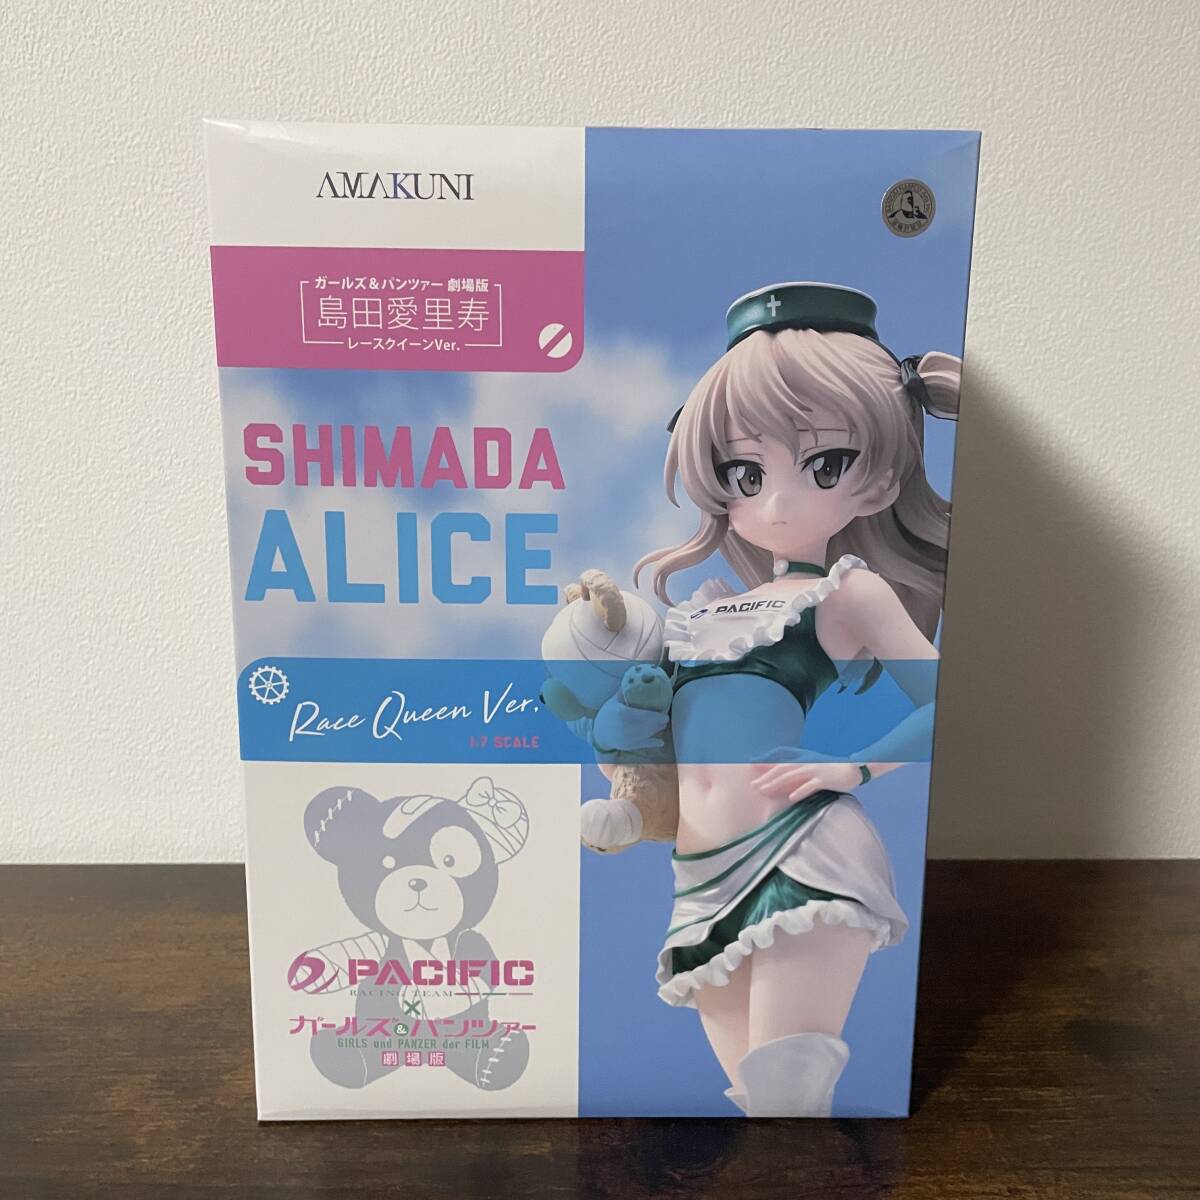 AMAKUNI
ガールズ&パンツァー 劇場版
島田愛里寿
レースクイーンVer.
SHIMADA
ALICE
PACIFIC
Race Queen Ver.
1:7 SCALE
PACIFIC
RACING TEAM
×
ガールズ&パンツァー
GIRLS und PANZER der FILM
劇場版